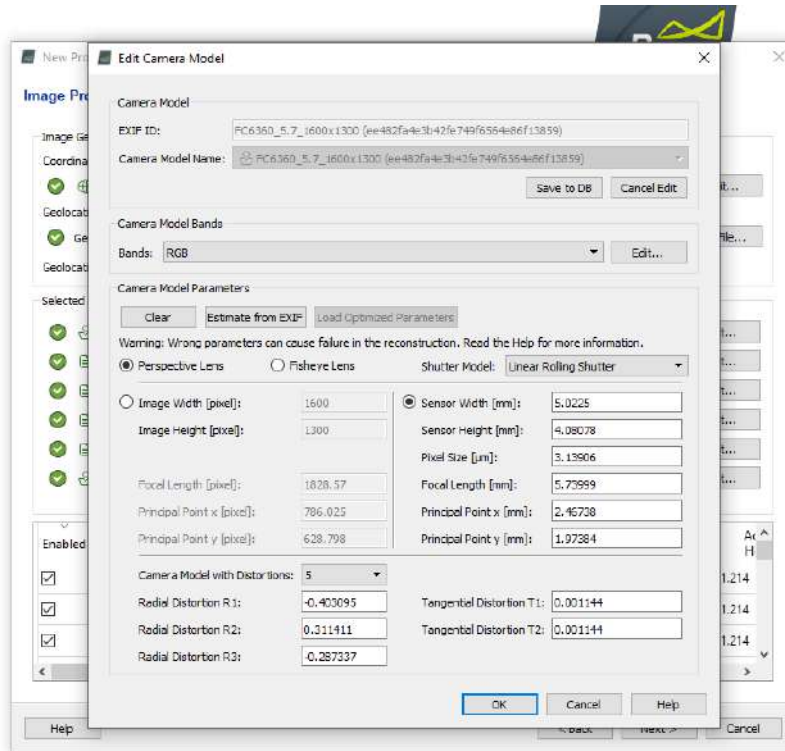 New Pro
Edit Camera Model
Image Pro
Image Ge
Coordina
Geolocati
Ge
Geolocati
Selected
Enabled
Camera Model
EXIF ID:
FC6360_5.7_1600x1300 (ee482fa4e3b42fe749f6564e86f13859)
Camera Model Name:
FC6360_5.7_1600x1300 (ee482fa4e3b42fe749f6564e86f13859)
Save to DB
Cancel Edit
Camera Model Bands
Bands:
RGB
Edit...
Camera Model Parameters
Clear
Estimate from EXIF
Load Optimized Parameters
Warning: Wrong parameters can cause failure in the reconstruction. Read the Help for more information.
Perspective Lens
Fisheye Lens
Shutter Model:
Linear Rolling Shutter
Image Width [pixel]:
1600
Sensor Width [mm]:
5.0225
Image Height [pixel]:
1300
Sensor Height [mm]:
4.08078
Pixel Size [µm]:
3.13906
Focal Length [pixel]:
1828.57
Focal Length [mm]:
5.73999
Principal Point x [pixel]:
786.025
Principal Point x [mm]:
2.46738
Principal Point y [pixel]:
628.798
Principal Point y [mm]:
1.97384
Camera Model with Distortions:
5
Radial Distortion R1:
-0.403095
Tangential Distortion T1:
0.001144
Radial Distortion R2:
0.311411
Tangential Distortion T2:
0.001144
Radial Distortion R3:
-0.287337
OK
Cancel
Help
1.214
1.214
1.214
Help
< Back
Next >
Cancel